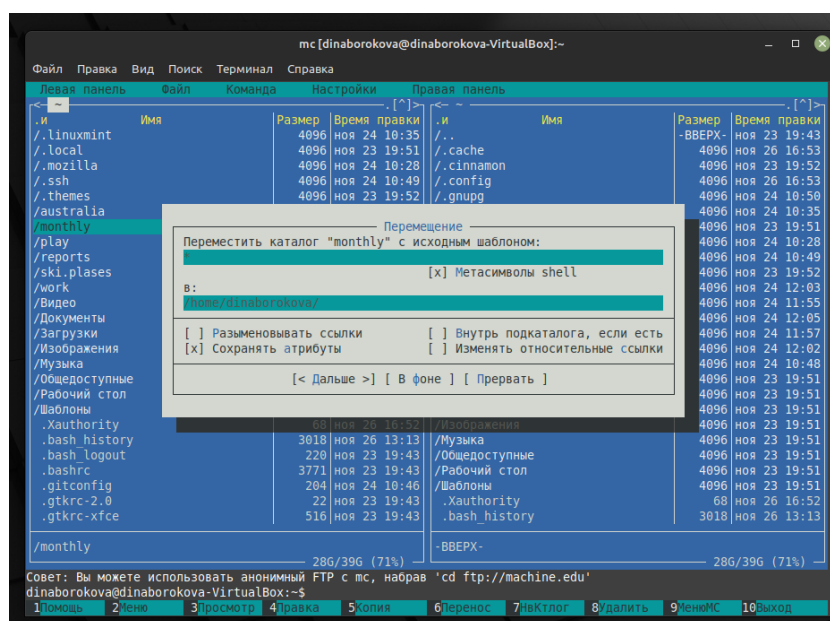 mc [dinaborokova@dinaborokova-VirtualBox]:~
Файл Правка Вид Поиск Терминал Справка
Левая панель Файл Команда Настройки Правая панель
<─ ~ .[^]> <─ ~ .[^]>
.и Имя Размер Время правки .и Имя Размер Время правки
/.linuxmint 4096 ноя 24 10:35 /.. -ВВЕРХ- ноя 23 19:43
/.local 4096 ноя 23 19:51 /.cache 4096 ноя 26 16:53
/.mozilla 4096 ноя 24 10:28 /.cinnamon 4096 ноя 23 19:52
/.ssh 4096 ноя 24 10:49 /.config 4096 ноя 26 16:53
/.themes 4096 ноя 23 19:52 /.gnupg 4096 ноя 24 10:50
/australia 4096 ноя 24 10:35
/monthly Перемещение 4096 ноя 23 19:51
/play Переместить каталог "monthly" с исходным шаблоном: 4096 ноя 24 10:28
/reports * 4096 ноя 24 10:49
/ski.plases [x] Метасимволы shell 4096 ноя 23 19:52
/work в: 4096 ноя 24 12:03
/Видео /home/dinaborokova/ 4096 ноя 24 11:55
/Документы 4096 ноя 24 12:05
/Загрузки [ ] Разыменовывать ссылки [ ] Внутрь подкаталога, если есть 4096 ноя 24 11:57
/Изображения [x] Сохранять атрибуты [ ] Изменять относительные ссылки 4096 ноя 24 12:02
/Музыка 4096 ноя 24 10:48
/Общедоступные [< Дальше >] [ В фоне ] [ Прервать ] 4096 ноя 23 19:51
/Рабочий стол 4096 ноя 23 19:51
/Шаблоны 4096 ноя 23 19:51
.Xauthority 68 ноя 26 16:52 /Изображения 4096 ноя 23 19:51
.bash_history 3018 ноя 26 13:13 /Музыка 4096 ноя 23 19:51
.bash_logout 220 ноя 23 19:43 /Общедоступные 4096 ноя 23 19:51
.bashrc 3771 ноя 23 19:43 /Рабочий стол 4096 ноя 23 19:51
.gitconfig 204 ноя 24 10:46 /Шаблоны 4096 ноя 23 19:51
.gtkrc-2.0 22 ноя 23 19:43 .Xauthority 68 ноя 26 16:52
.gtkrc-xfce 516 ноя 23 19:43 .bash_history 3018 ноя 26 13:13
/monthly -ВВЕРХ-
28G/39G (71%) 28G/39G (71%)
Совет: Вы можете использовать анонимный FTP с mc, набрав 'cd ftp://machine.edu'
dinaborokova@dinaborokova-VirtualBox:~$
1Помощь 2Меню 3Просмотр 4Правка 5Копия 6Перенос 7НвКтлог 8Удалить 9МенюМС 10Выход